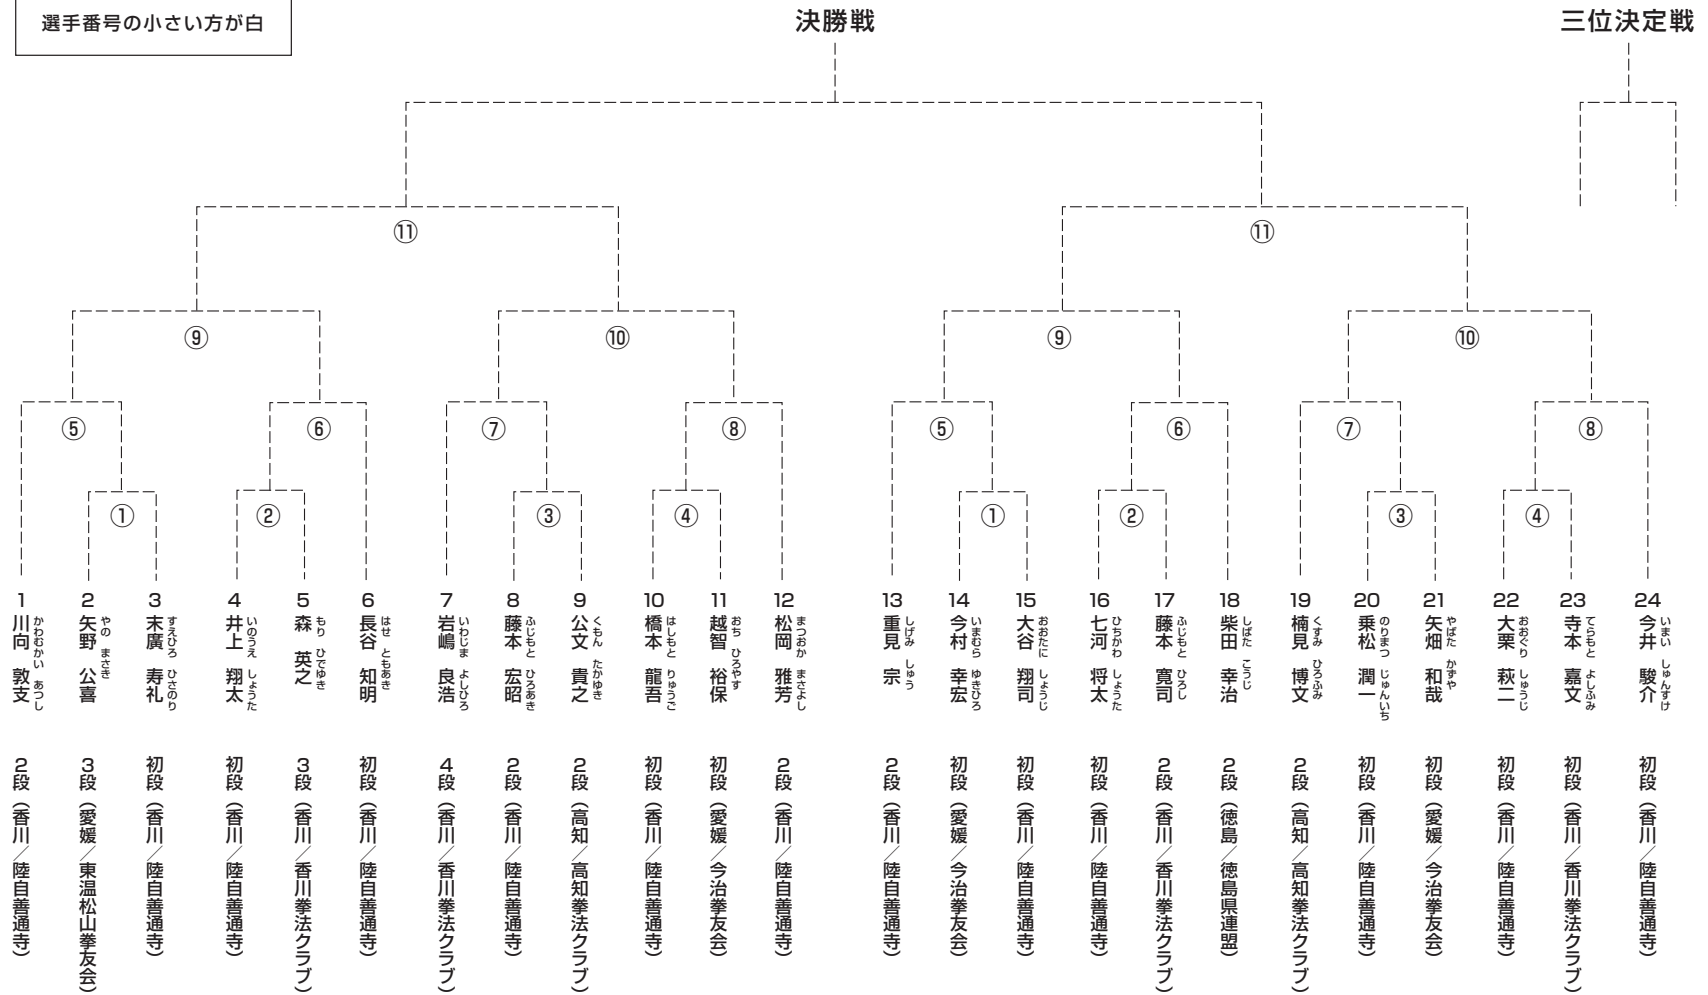 選手番号の小さい方が白
決勝戦
三位決定戦
⑪
⑪
⑨
⑩
⑨
⑩
⑤
⑥
⑦
⑧
⑤
⑥
⑦
⑧
①
②
③
④
①
②
③
④
1 川向 敦支 かわむかい あつし 2段（香川／陸自善通寺）
2 矢野 公喜 やの まさき 3段（愛媛／東温松山拳友会）
3 末廣 寿礼 すえひろ ひさのり 初段（香川／陸自善通寺）
4 井上 翔太 いのうえ しょうた 初段（香川／陸自善通寺）
5 森 英之 もり ひでゆき 3段（香川／香川拳法クラブ）
6 長谷 知明 はせ ともあき 初段（香川／陸自善通寺）
7 岩嶋 良浩 いわじま よしひろ 4段（香川／香川拳法クラブ）
8 藤本 宏昭 ふじもと ひろあき 2段（香川／陸自善通寺）
9 公文 貴之 くもん たかゆき 2段（高知／高知拳法クラブ）
10 橋本 龍吾 はしもと りゅうご 初段（香川／陸自善通寺）
11 越智 裕保 おち ひろやす 初段（愛媛／今治拳友会）
12 松岡 雅芳 まつおか まさよし 2段（香川／陸自善通寺）
13 重見 宗 しげみ しゅう 2段（香川／陸自善通寺）
14 今村 幸宏 いまむら ゆきひろ 初段（愛媛／今治拳友会）
15 大谷 翔司 おおたに しょうじ 初段（香川／陸自善通寺）
16 七河 将太 ひちかわ しょうた 初段（香川／陸自善通寺）
17 藤本 寛司 ふじもと ひろし 2段（香川／香川拳法クラブ）
18 柴田 幸治 しばた こうじ 2段（徳島／徳島県連盟）
19 楠見 博文 くすみ ひろふみ 2段（高知／高知拳法クラブ）
20 乗松 潤一 のりまつ じゅんいち 初段（香川／陸自善通寺）
21 矢畑 和哉 やばた かずや 初段（愛媛／今治拳友会）
22 大栗 萩二 おおぐり しゅうじ 初段（香川／陸自善通寺）
23 寺本 嘉文 てらもと よしふみ 初段（香川／香川拳法クラブ）
24 今井 駿介 いまい しゅんすけ 初段（香川／陸自善通寺）